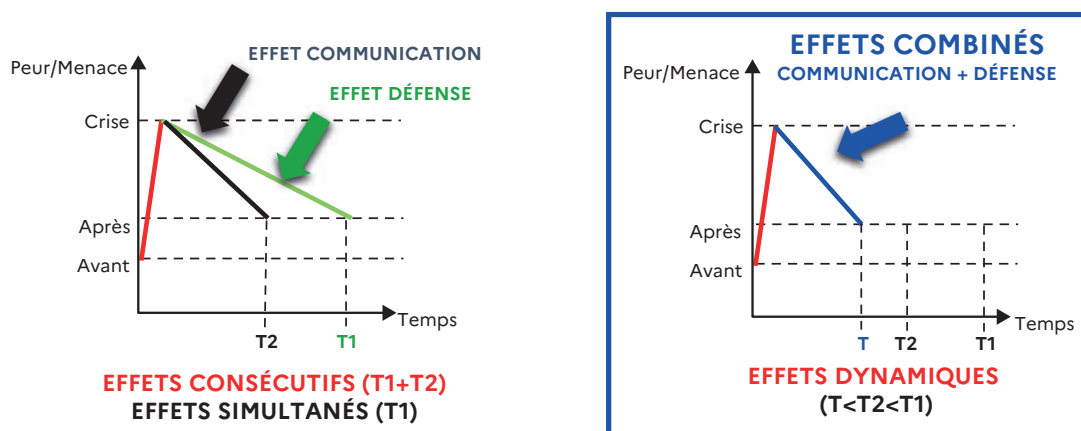 EFFET COMMUNICATION
Peur/Menace
EFFET DÉFENSE
Crise
Après
Avant
Temps
T2
T1
EFFETS CONSÉCUTIFS (T1+T2)
EFFETS SIMULTANÉS (T1)
EFFETS COMBINÉS
COMMUNICATION + DÉFENSE
Peur/Menace
Crise
Après
Avant
Temps
T
T2
T1
EFFETS DYNAMIQUES
(T<T2<T1)